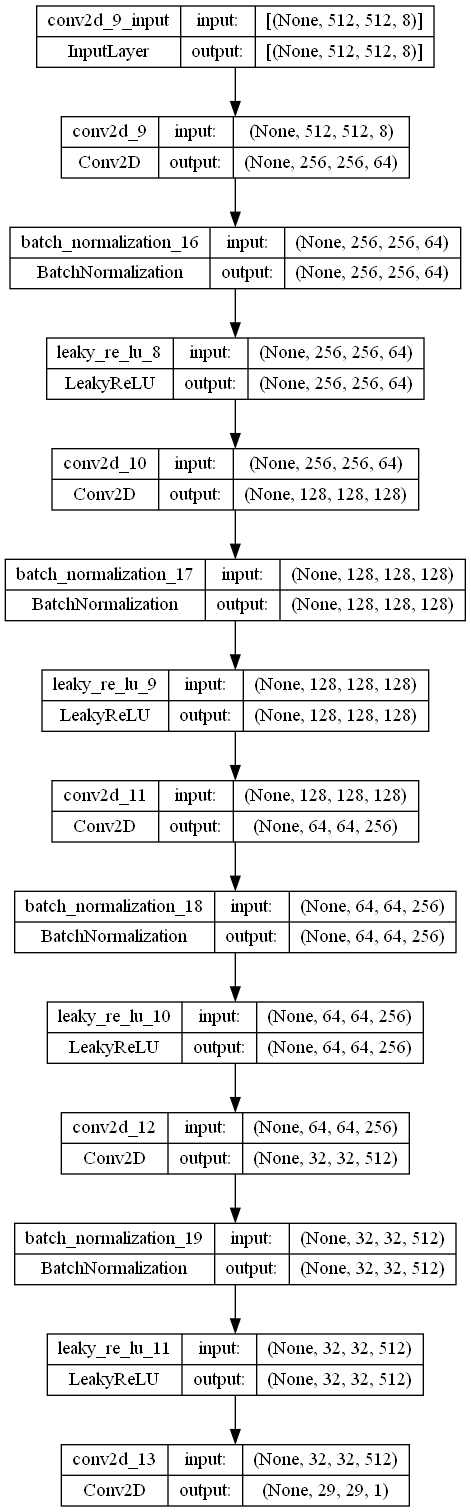 conv2d_9_input input: [(None, 512, 512, 8)]
InputLayer output: [(None, 512, 512, 8)]
conv2d_9 input: (None, 512, 512, 8)
Conv2D output: (None, 256, 256, 64)
batch_normalization_16 input: (None, 256, 256, 64)
BatchNormalization output: (None, 256, 256, 64)
leaky_re_lu_8 input: (None, 256, 256, 64)
LeakyReLU output: (None, 256, 256, 64)
conv2d_10 input: (None, 256, 256, 64)
Conv2D output: (None, 128, 128, 128)
batch_normalization_17 input: (None, 128, 128, 128)
BatchNormalization output: (None, 128, 128, 128)
leaky_re_lu_9 input: (None, 128, 128, 128)
LeakyReLU output: (None, 128, 128, 128)
conv2d_11 input: (None, 128, 128, 128)
Conv2D output: (None, 64, 64, 256)
batch_normalization_18 input: (None, 64, 64, 256)
BatchNormalization output: (None, 64, 64, 256)
leaky_re_lu_10 input: (None, 64, 64, 256)
LeakyReLU output: (None, 64, 64, 256)
conv2d_12 input: (None, 64, 64, 256)
Conv2D output: (None, 32, 32, 512)
batch_normalization_19 input: (None, 32, 32, 512)
BatchNormalization output: (None, 32, 32, 512)
leaky_re_lu_11 input: (None, 32, 32, 512)
LeakyReLU output: (None, 32, 32, 512)
conv2d_13 input: (None, 32, 32, 512)
Conv2D output: (None, 29, 29, 1)